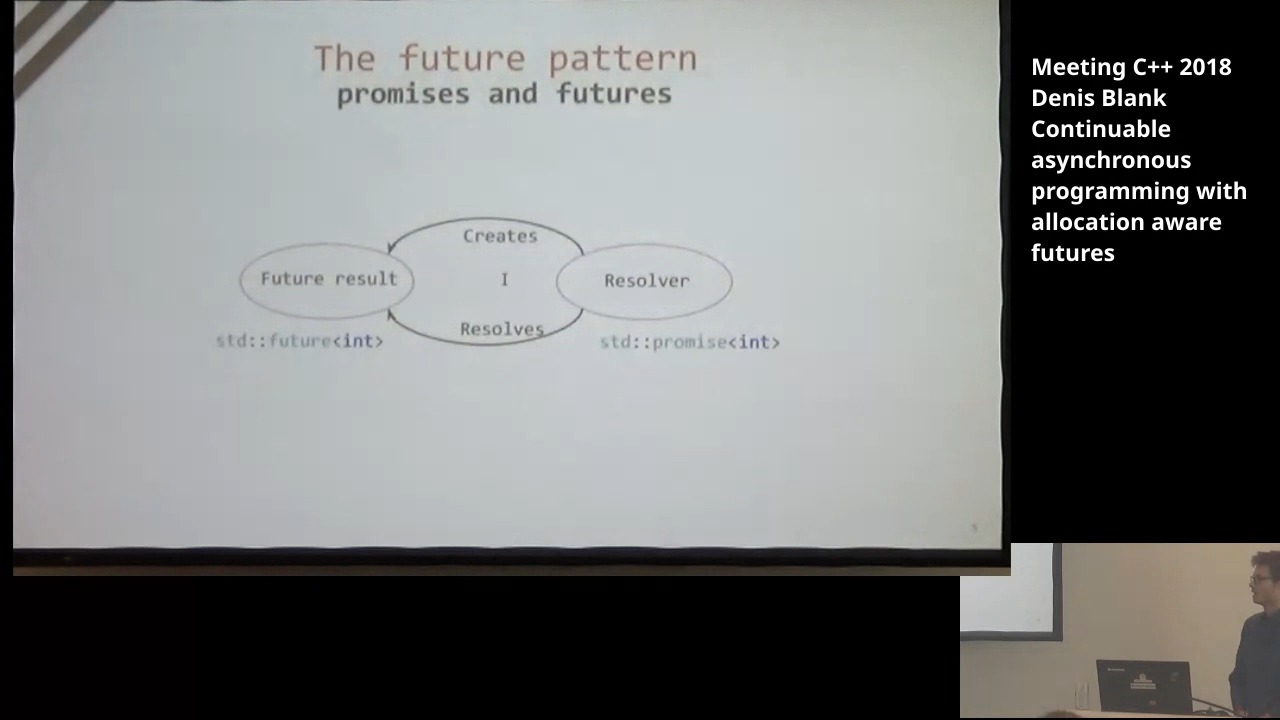 The future pattern
promises and futures
Creates
Future result
Resolver
Resolves
std::future<int>
std::promise<int>
Meeting C++ 2018
Denis Blank
Continuable
asynchronous
programming with
allocation aware
futures